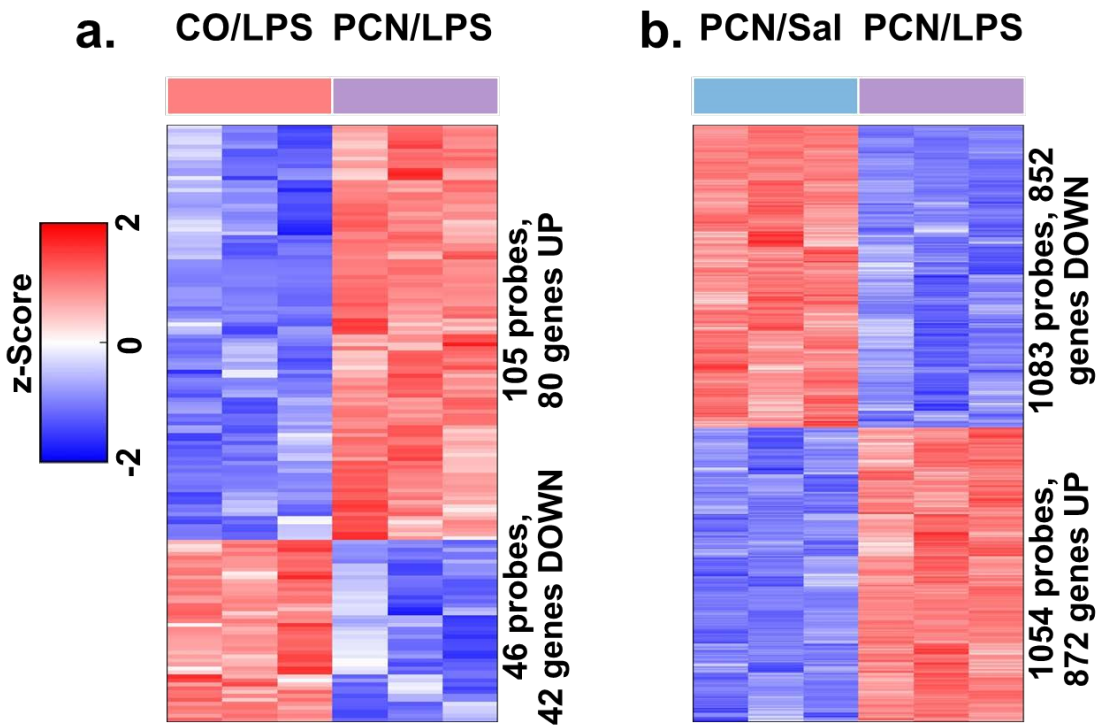 a.
CO/LPS PCN/LPS
z-Score
2
0
-2
105 probes,
80 genes UP
46 probes,
42 genes DOWN
b.
PCN/Sal PCN/LPS
1083 probes, 852
genes DOWN
1054 probes,
872 genes UP